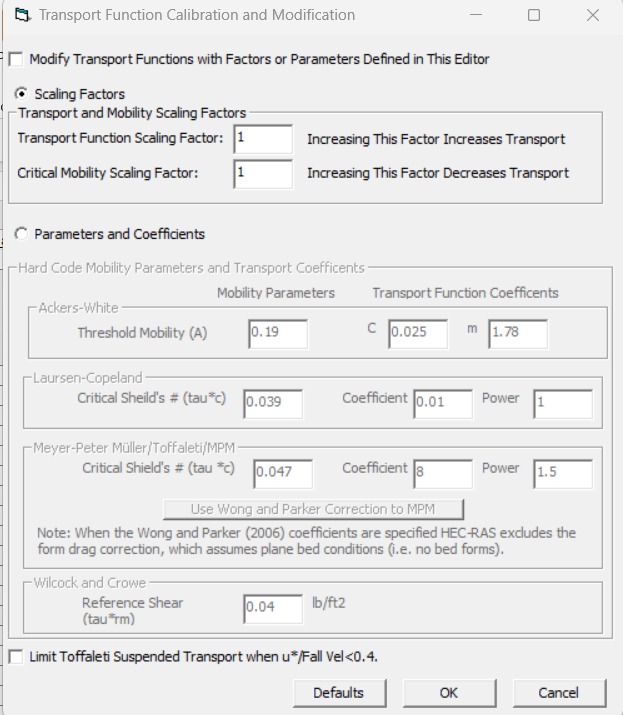 Transport Function Calibration and Modification
Modify Transport Functions with Factors or Parameters Defined in This Editor
Scaling Factors
Transport and Mobility Scaling Factors
Transport Function Scaling Factor: 1 Increasing This Factor Increases Transport
Critical Mobility Scaling Factor: 1 Increasing This Factor Decreases Transport
Parameters and Coefficients
Hard Code Mobility Parameters and Transport Coefficents
Mobility Parameters Transport Function Coefficents
Ackers-White
Threshold Mobility (A) 0.19 C 0.025 m 1.78
Laursen-Copeland
Critical Sheild's # (tau*c) 0.039 Coefficient 0.01 Power 1
Meyer-Peter Müller/Toffaleti/MPM
Critical Shield's # (tau *c) 0.047 Coefficient 8 Power 1.5
Use Wong and Parker Correction to MPM
Note: When the Wong and Parker (2006) coefficients are specified HEC-RAS excludes the
form drag correction, which assumes plane bed conditions (i.e. no bed forms).
Wilcock and Crowe
Reference Shear 0.04 lb/ft2
(tau*rm)
Limit Toffaleti Suspended Transport when u*/Fall Vel<0.4.
Defaults OK Cancel